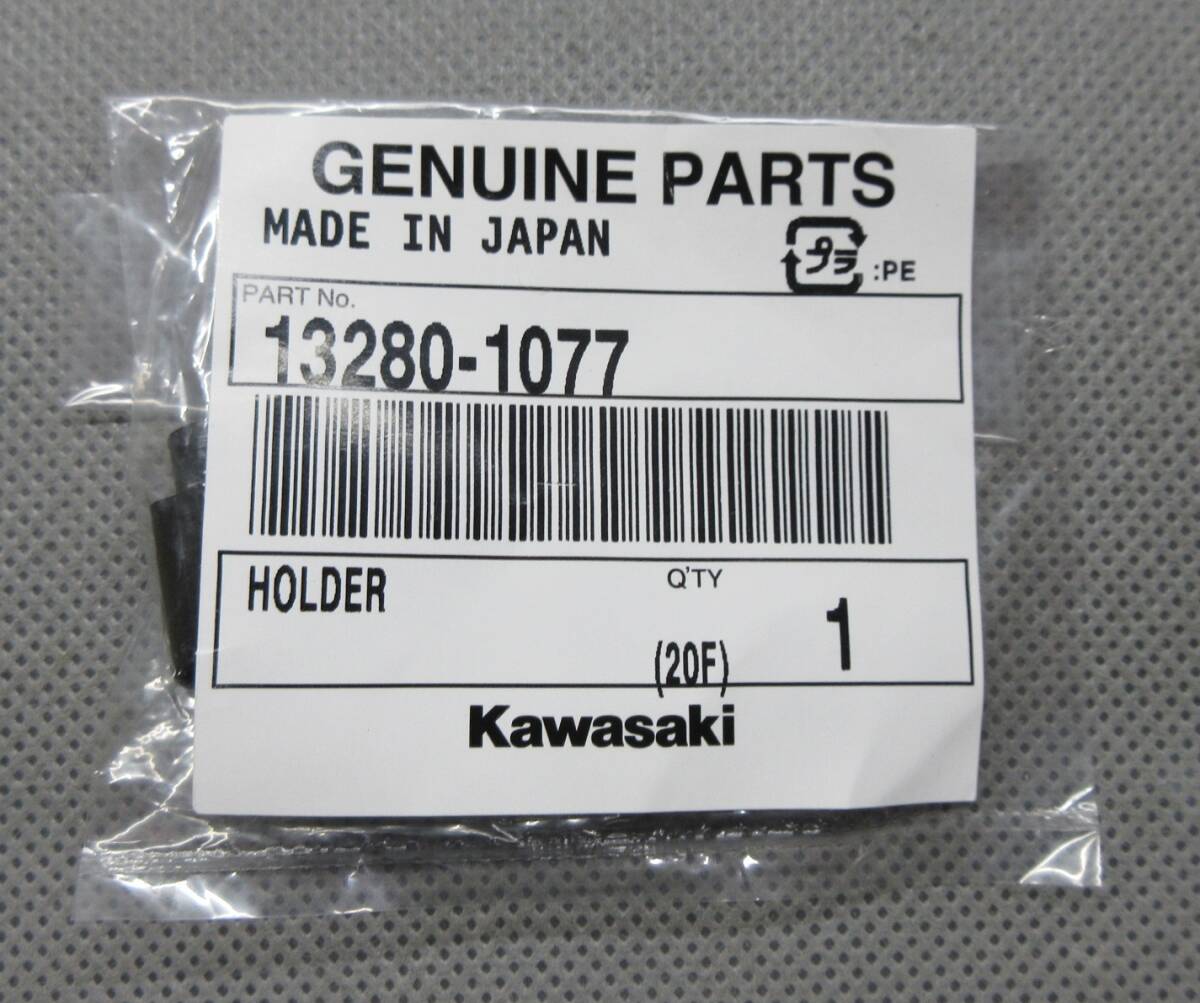 GENUINE PARTS
MADE IN JAPAN
プラ :PE
PART No.
13280-1077
HOLDER
Q'TY
(20F)
1
Kawasaki